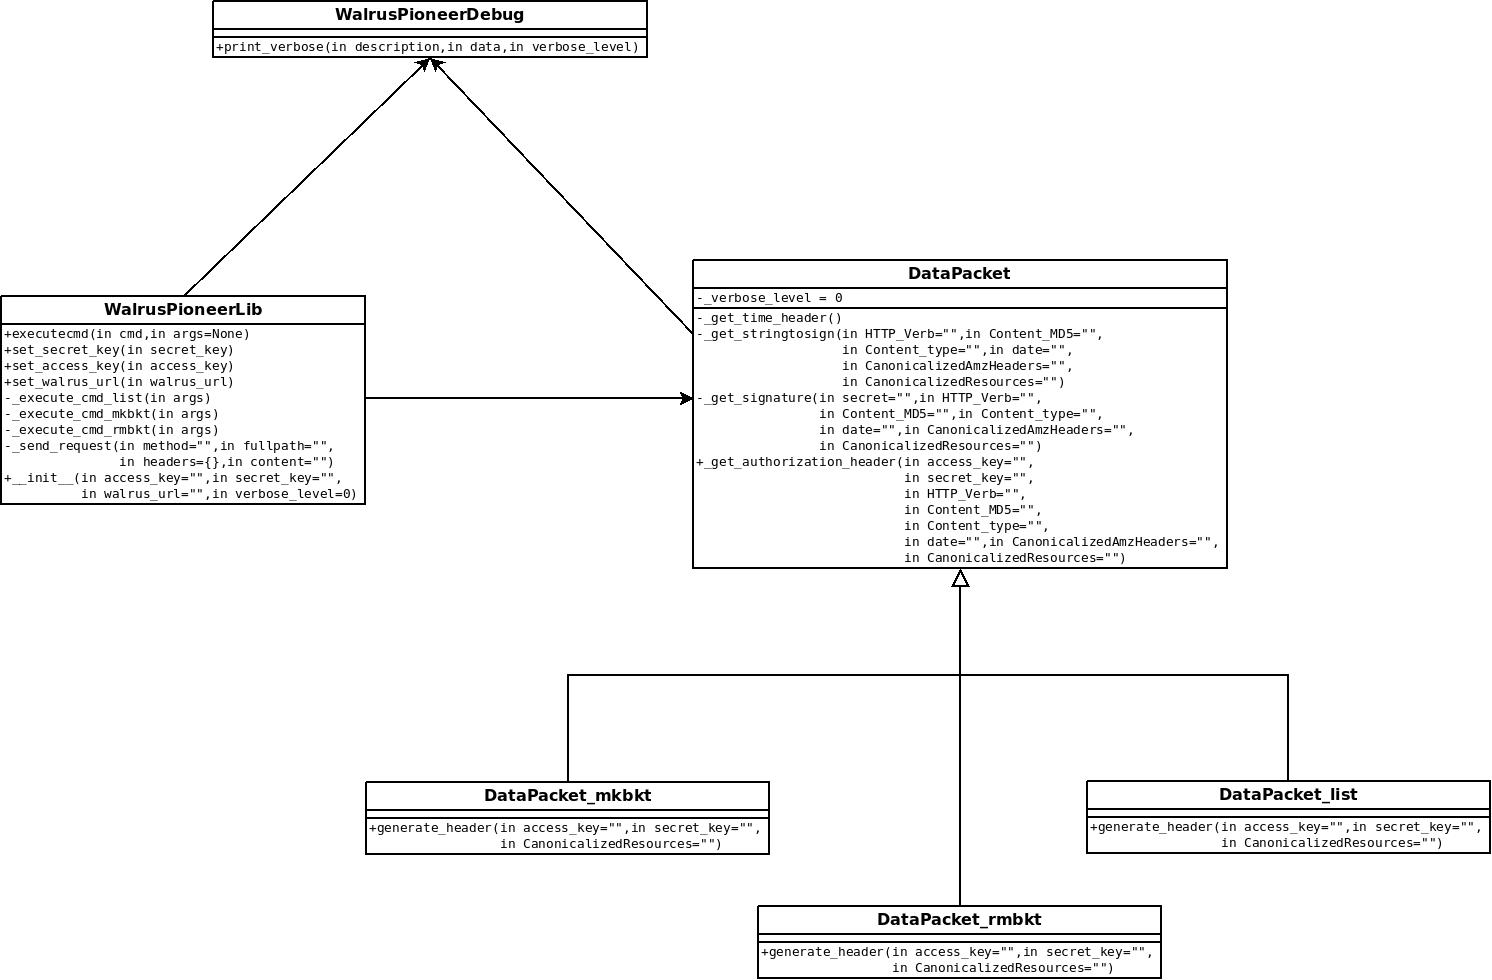 WalrusPioneerDebug
+print_verbose(in description,in data,in verbose_level)
WalrusPioneerLib
+executecmd(in cmd,in args=None)
+set_secret_key(in secret_key)
+set_access_key(in access_key)
+set_walrus_url(in walrus_url)
-_execute_cmd_list(in args)
-_execute_cmd_mkbkt(in args)
-_execute_cmd_rmbkt(in args)
-_send_request(in method="",in fullpath="",
in headers={},in content="")
+__init__(in access_key="",in secret_key="",
in walrus_url="",in verbose_level=0)
DataPacket
-_verbose_level = 0
-_get_time_header()
-_get_stringtosign(in HTTP_Verb="",in Content_MD5="",
in Content_type="",in date="",
in CanonicalizedAmzHeaders="",
in CanonicalizedResources="")
-_get_signature(in secret="",in HTTP_Verb="",
in Content_MD5="",in Content_type="",
in date="",in CanonicalizedAmzHeaders="",
in CanonicalizedResources="")
+_get_authorization_header(in access_key="",
in secret_key="",
in HTTP_Verb="",
in Content_MD5="",
in Content_type="",
in date="",in CanonicalizedAmzHeaders="",
in CanonicalizedResources="")
DataPacket_mkbkt
+generate_header(in access_key="",in secret_key="",
in CanonicalizedResources="")
DataPacket_list
+generate_header(in access_key="",in secret_key="",
in CanonicalizedResources="")
DataPacket_rmbkt
+generate_header(in access_key="",in secret_key="",
in CanonicalizedResources="")